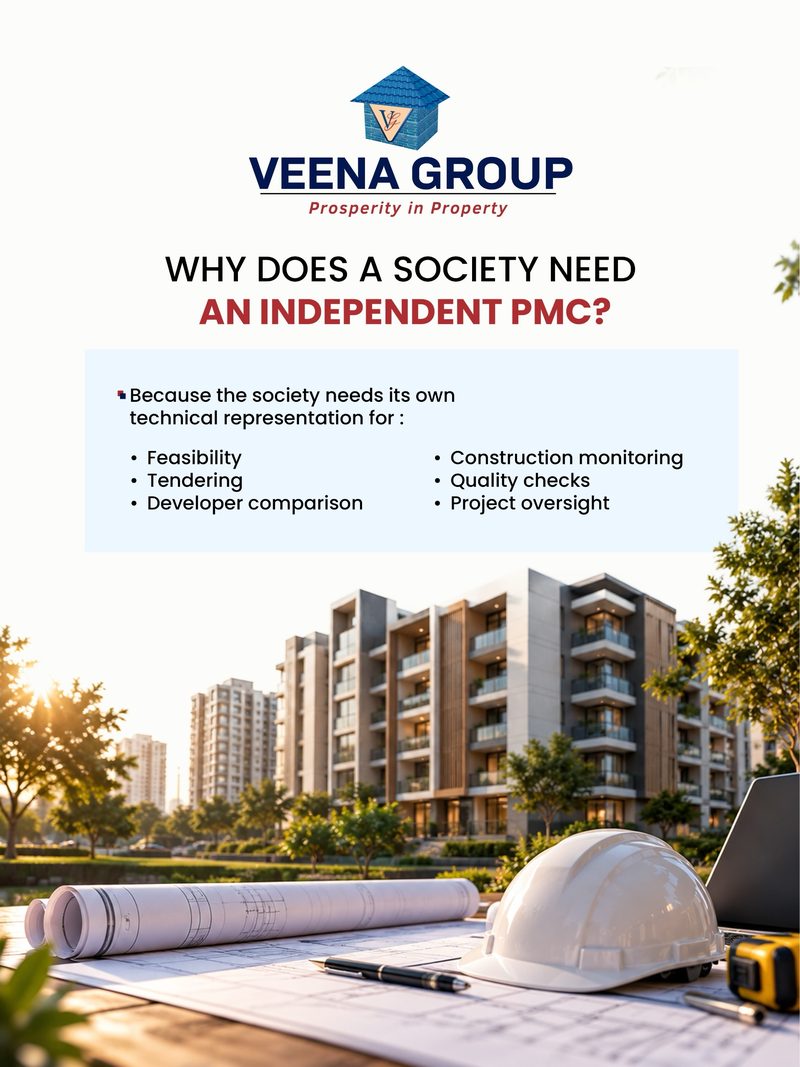 VG
VEENA GROUP
Prosperity in Property
WHY DOES A SOCIETY NEED
AN INDEPENDENT PMC?
Because the society needs its own
technical representation for :
• Feasibility
• Tendering
• Developer comparison
• Construction monitoring
• Quality checks
• Project oversight